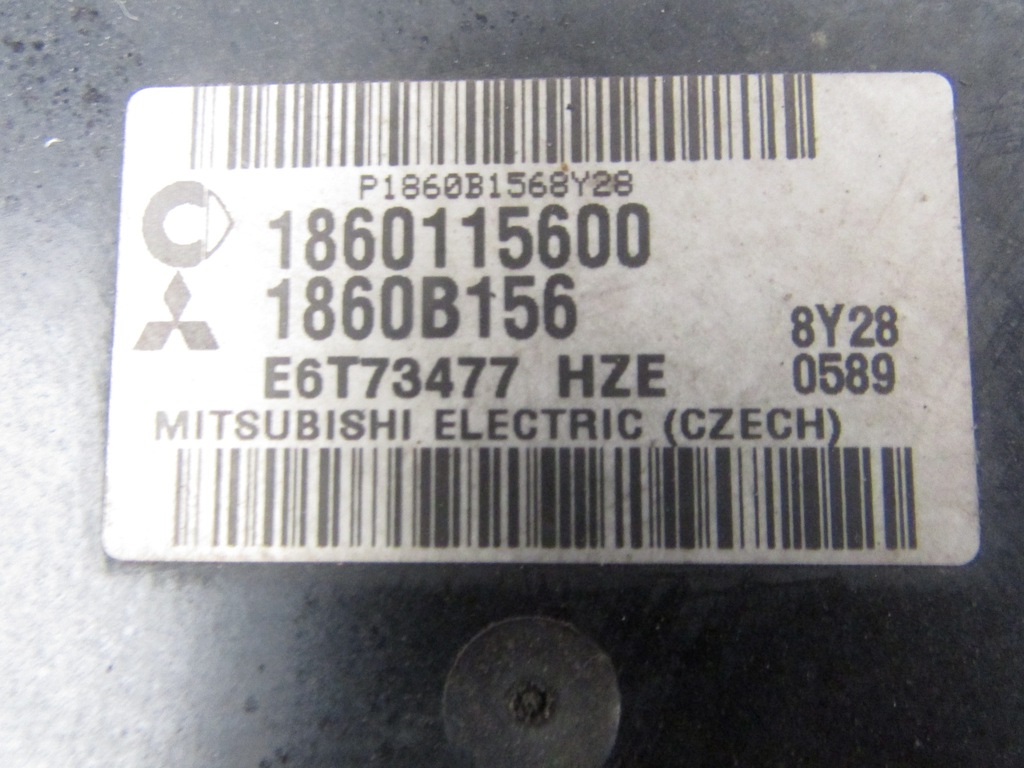 P1860B1568Y28
1860115600
1860B156
8Y28
E6T73477 HZE
0589
MITSUBISHI ELECTRIC (CZECH)